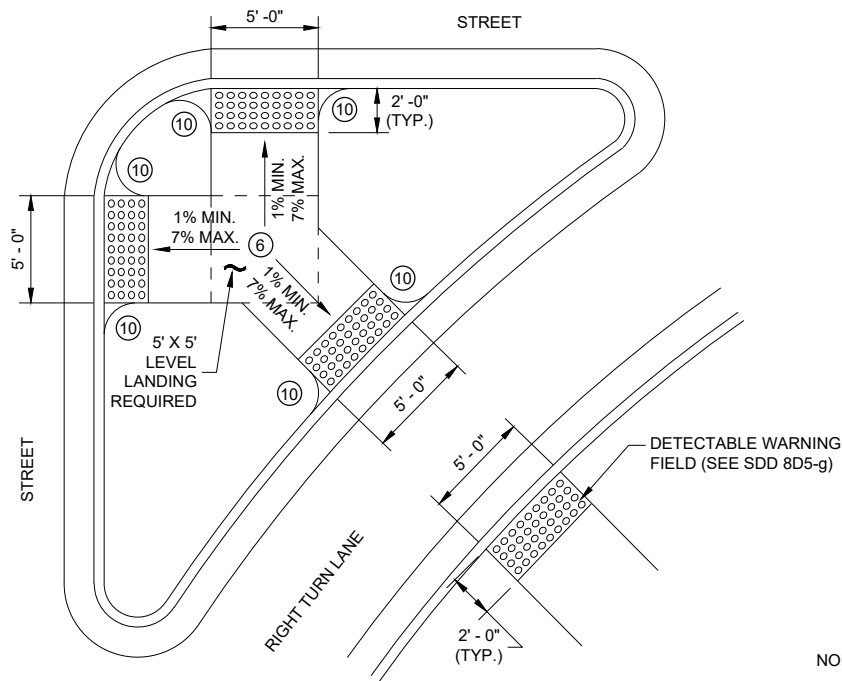 5' -0"
STREET
10
10
2' -0"
(TYP.)
10
1% MIN.
7% MAX.
1% MIN.
7% MAX.
6
5' - 0"
1% MIN.
7% MAX.
10
10
5' X 5'
LEVEL
LANDING
REQUIRED
10
5' - 0"
STREET
5' - 0"
DETECTABLE WARNING
FIELD (SEE SDD 8D5-g)
RIGHT TURN LANE
2' - 0"
(TYP.)
NO